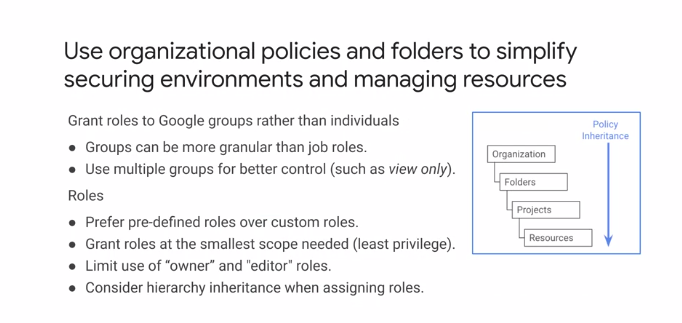 Use organizational policies and folders to simplify
securing environments and managing resources
Grant roles to Google groups rather than individuals
● Groups can be more granular than job roles.
● Use multiple groups for better control (such as view only).
Roles
● Prefer pre-defined roles over custom roles.
● Grant roles at the smallest scope needed (least privilege).
● Limit use of “owner” and "editor" roles.
● Consider hierarchy inheritance when assigning roles.
Policy
Inheritance
Organization
Folders
Projects
Resources